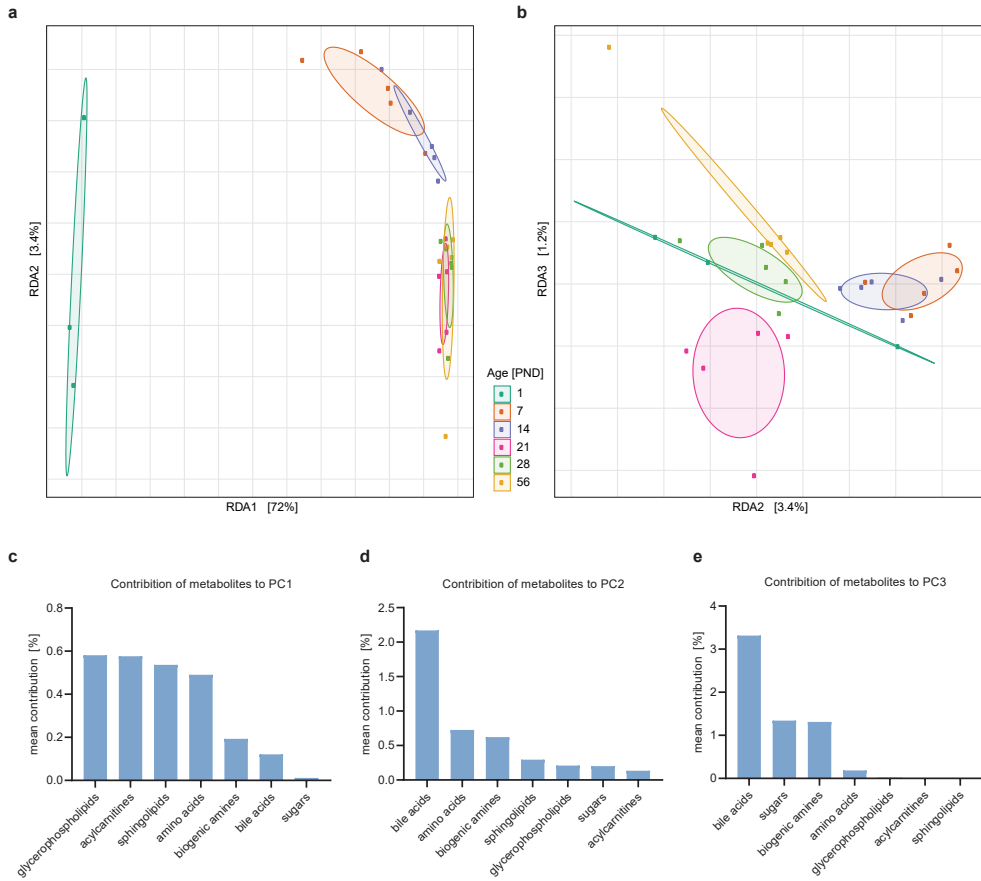 a
RDA2 [3.4%]
RDA1 [72%]
Age [PND]
1
7
14
21
28
56
b
RDA3 [1.2%]
RDA2 [3.4%]
c
Contribition of metabolites to PC1
mean contribution [%]
0.8
0.6
0.4
0.2
0.0
glycerophospholipids
acylcarnitines
sphingolipids
amino acids
biogenic amines
bile acids
sugars
d
Contribition of metabolites to PC2
mean contribution [%]
2.5
2.0
1.5
1.0
0.5
0.0
bile acids
amino acids
biogenic amines
sphingolipids
glycerophospholipids
sugars
acylcarnitines
e
Contribition of metabolites to PC3
mean contribution [%]
4
3
2
1
0
bile acids
sugars
biogenic amines
amino acids
glycerophospholipids
acylcarnitines
sphingolipids